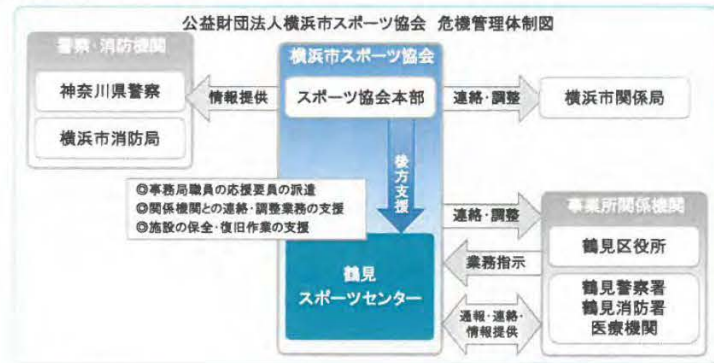 公益財団法人横浜市スポーツ協会 危機管理体制図
警察・消防機関
神奈川県警察
横浜市消防局
情報提供
横浜市スポーツ協会
スポーツ協会本部
連絡・調整
横浜市関係局
後方支援
◎事務局職員の応援要員の派遣
◎関係機関との連絡・調整業務の支援
◎施設の保全・復旧作業の支援
鶴見
スポーツセンター
連絡・調整
業務指示
通報・連絡・
情報提供
事業所関係機関
鶴見区役所
鶴見警察署
鶴見消防署
医療機関